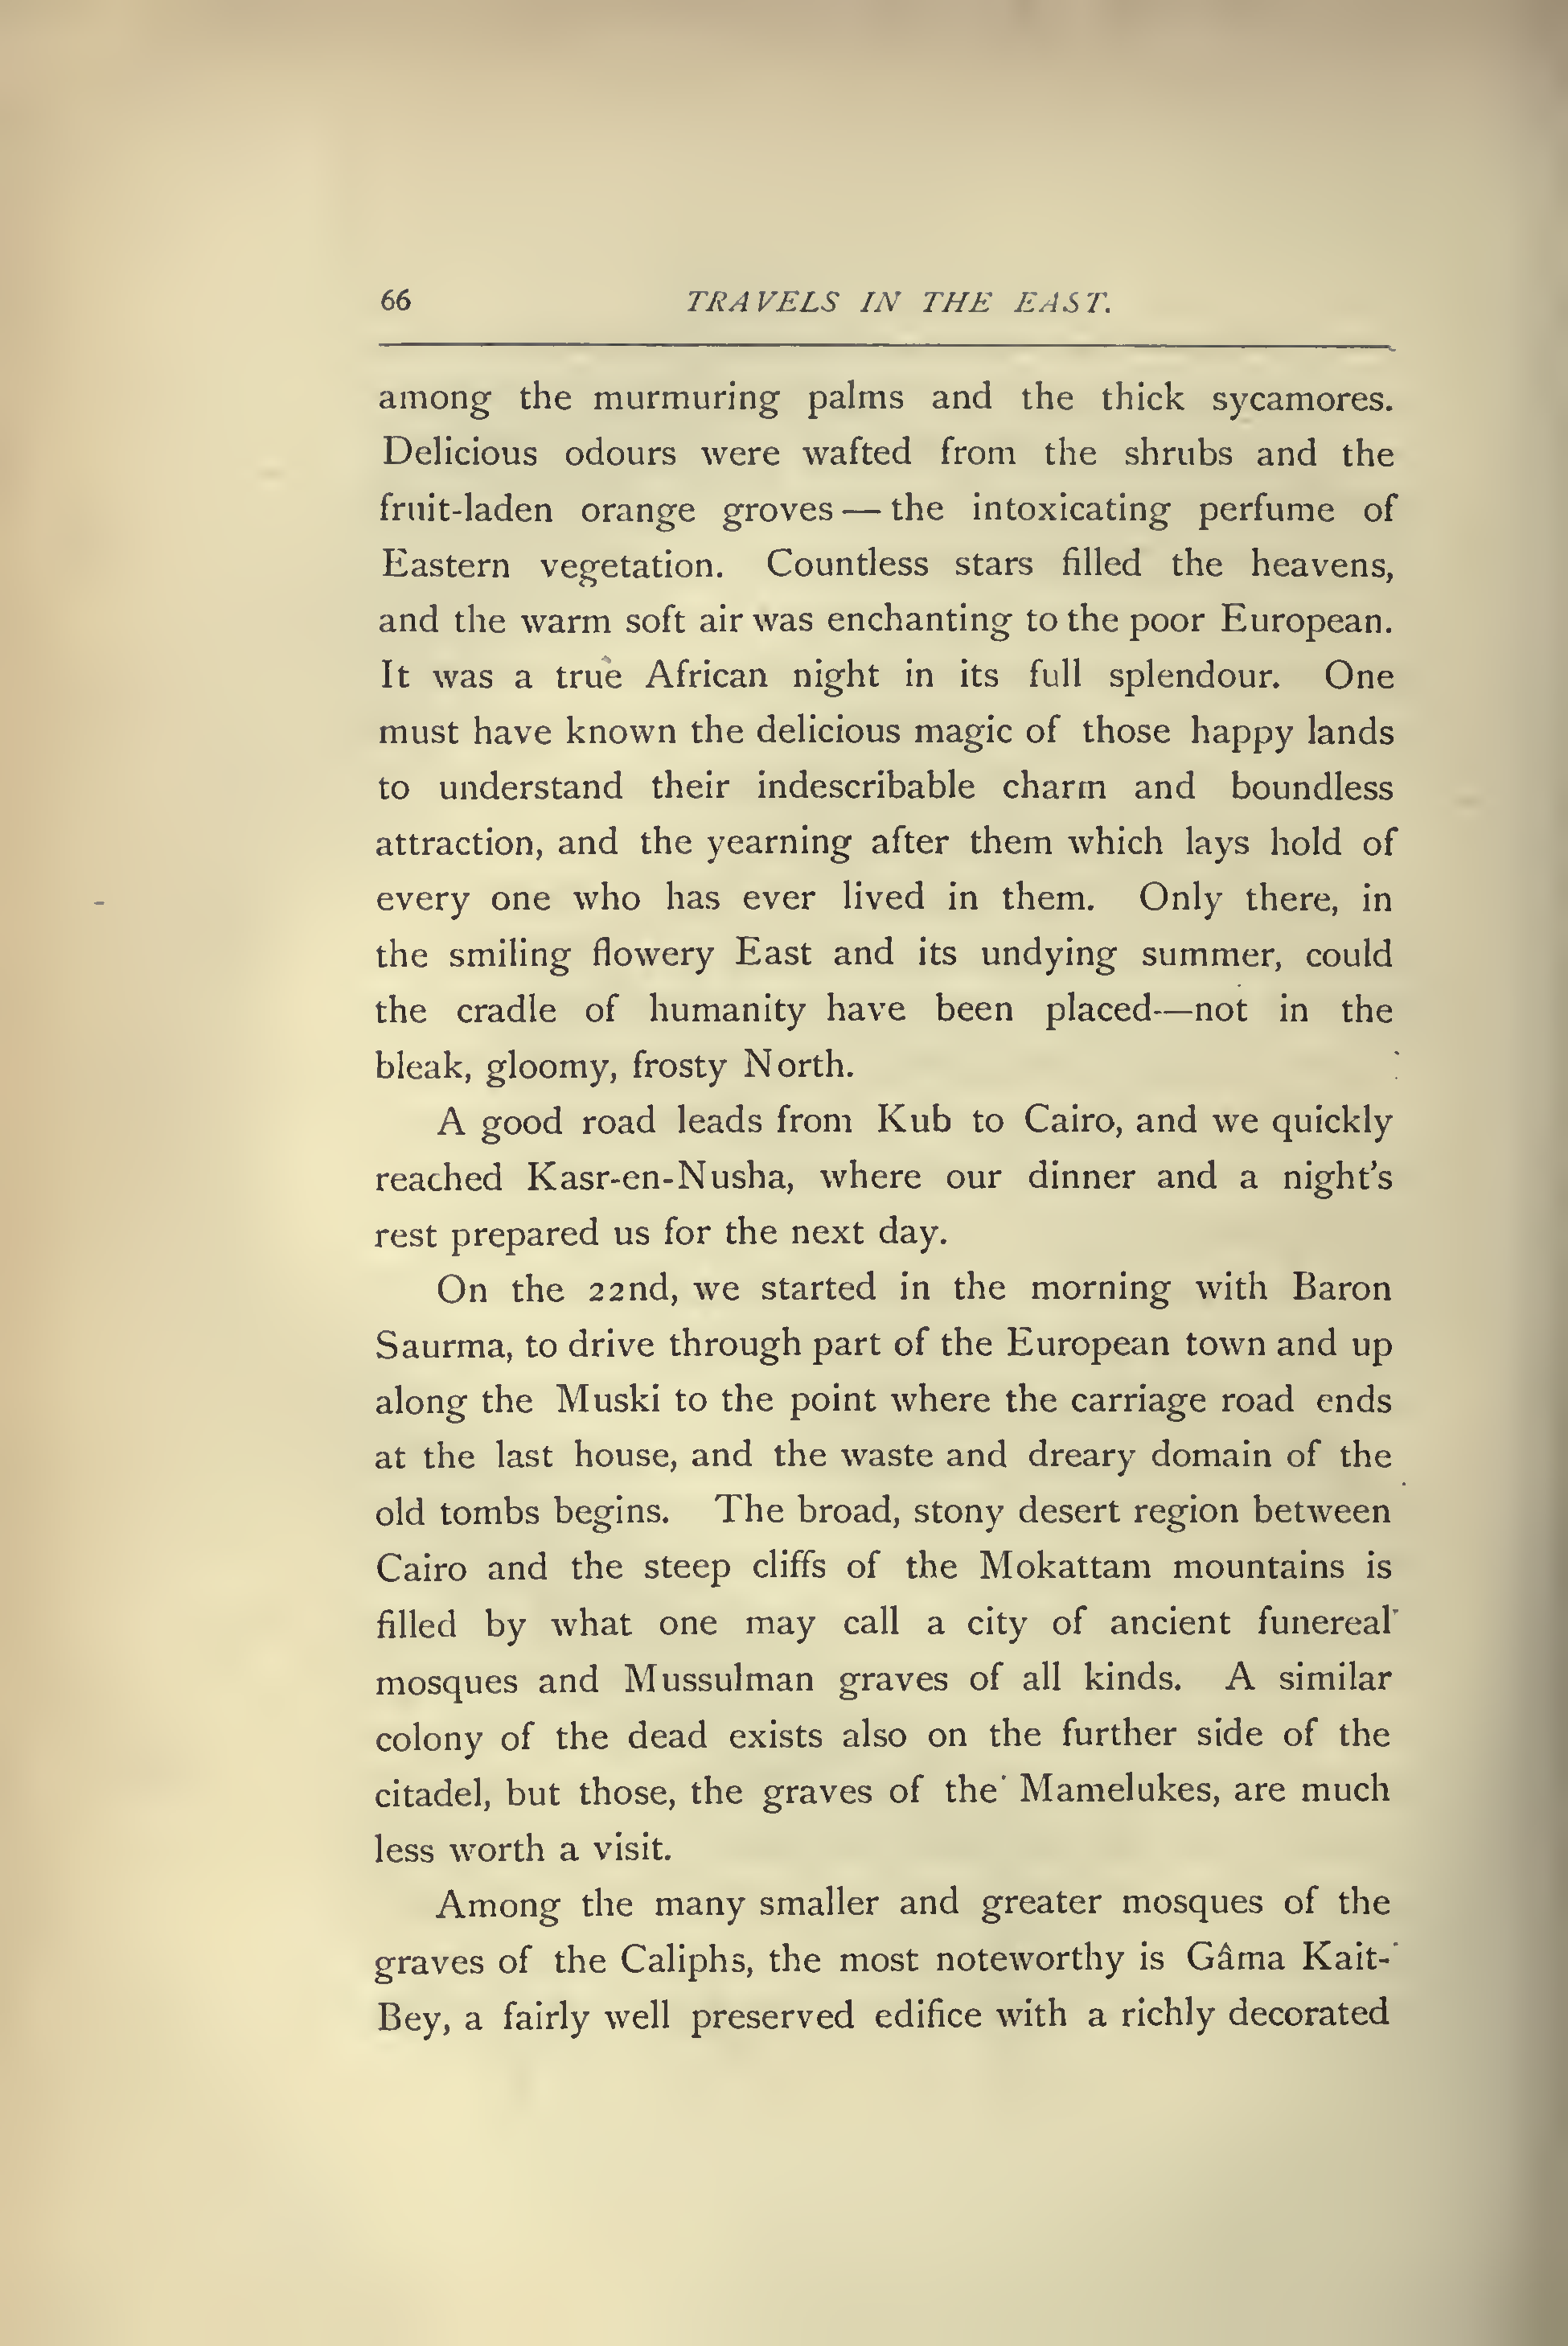 66 TRAVELS IN THE EAST.
among the murmuring palms and the thick sycamores.
Delicious odours were wafted from the shrubs and the
fruit-laden orange groves — the intoxicating perfume of
Eastern vegetation. Countless stars filled the heavens,
and the warm soft air was enchanting to the poor European.
It was a true African night in its full splendour. One
must have known the delicious magic of those happy lands
to understand their indescribable charm and boundless
attraction, and the yearning after them which lays hold of
every one who has ever lived in them. Only there, in
the smiling flowery East and its undying summer, could
the cradle of humanity have been placed—not in the
bleak, gloomy, frosty North.
A good road leads from Kub to Cairo, and we quickly
reached Kasr-en-Nusha, where our dinner and a night's
rest prepared us for the next day.
On the 22nd, we started in the morning with Baron
Saurma, to drive through part of the European town and up
along the Muski to the point where the carriage road ends
at the last house, and the waste and dreary domain of the
old tombs begins. The broad, stony desert region between
Cairo and the steep cliffs of the Mokattam mountains is
filled by what one may call a city of ancient funereal
mosques and Mussulman graves of all kinds. A similar
colony of the dead exists also on the further side of the
citadel, but those, the graves of the Mamelukes, are much
less worth a visit.
Among the many smaller and greater mosques of the
graves of the Caliphs, the most noteworthy is Gâma Kait-
Bey, a fairly well preserved edifice with a richly decorated